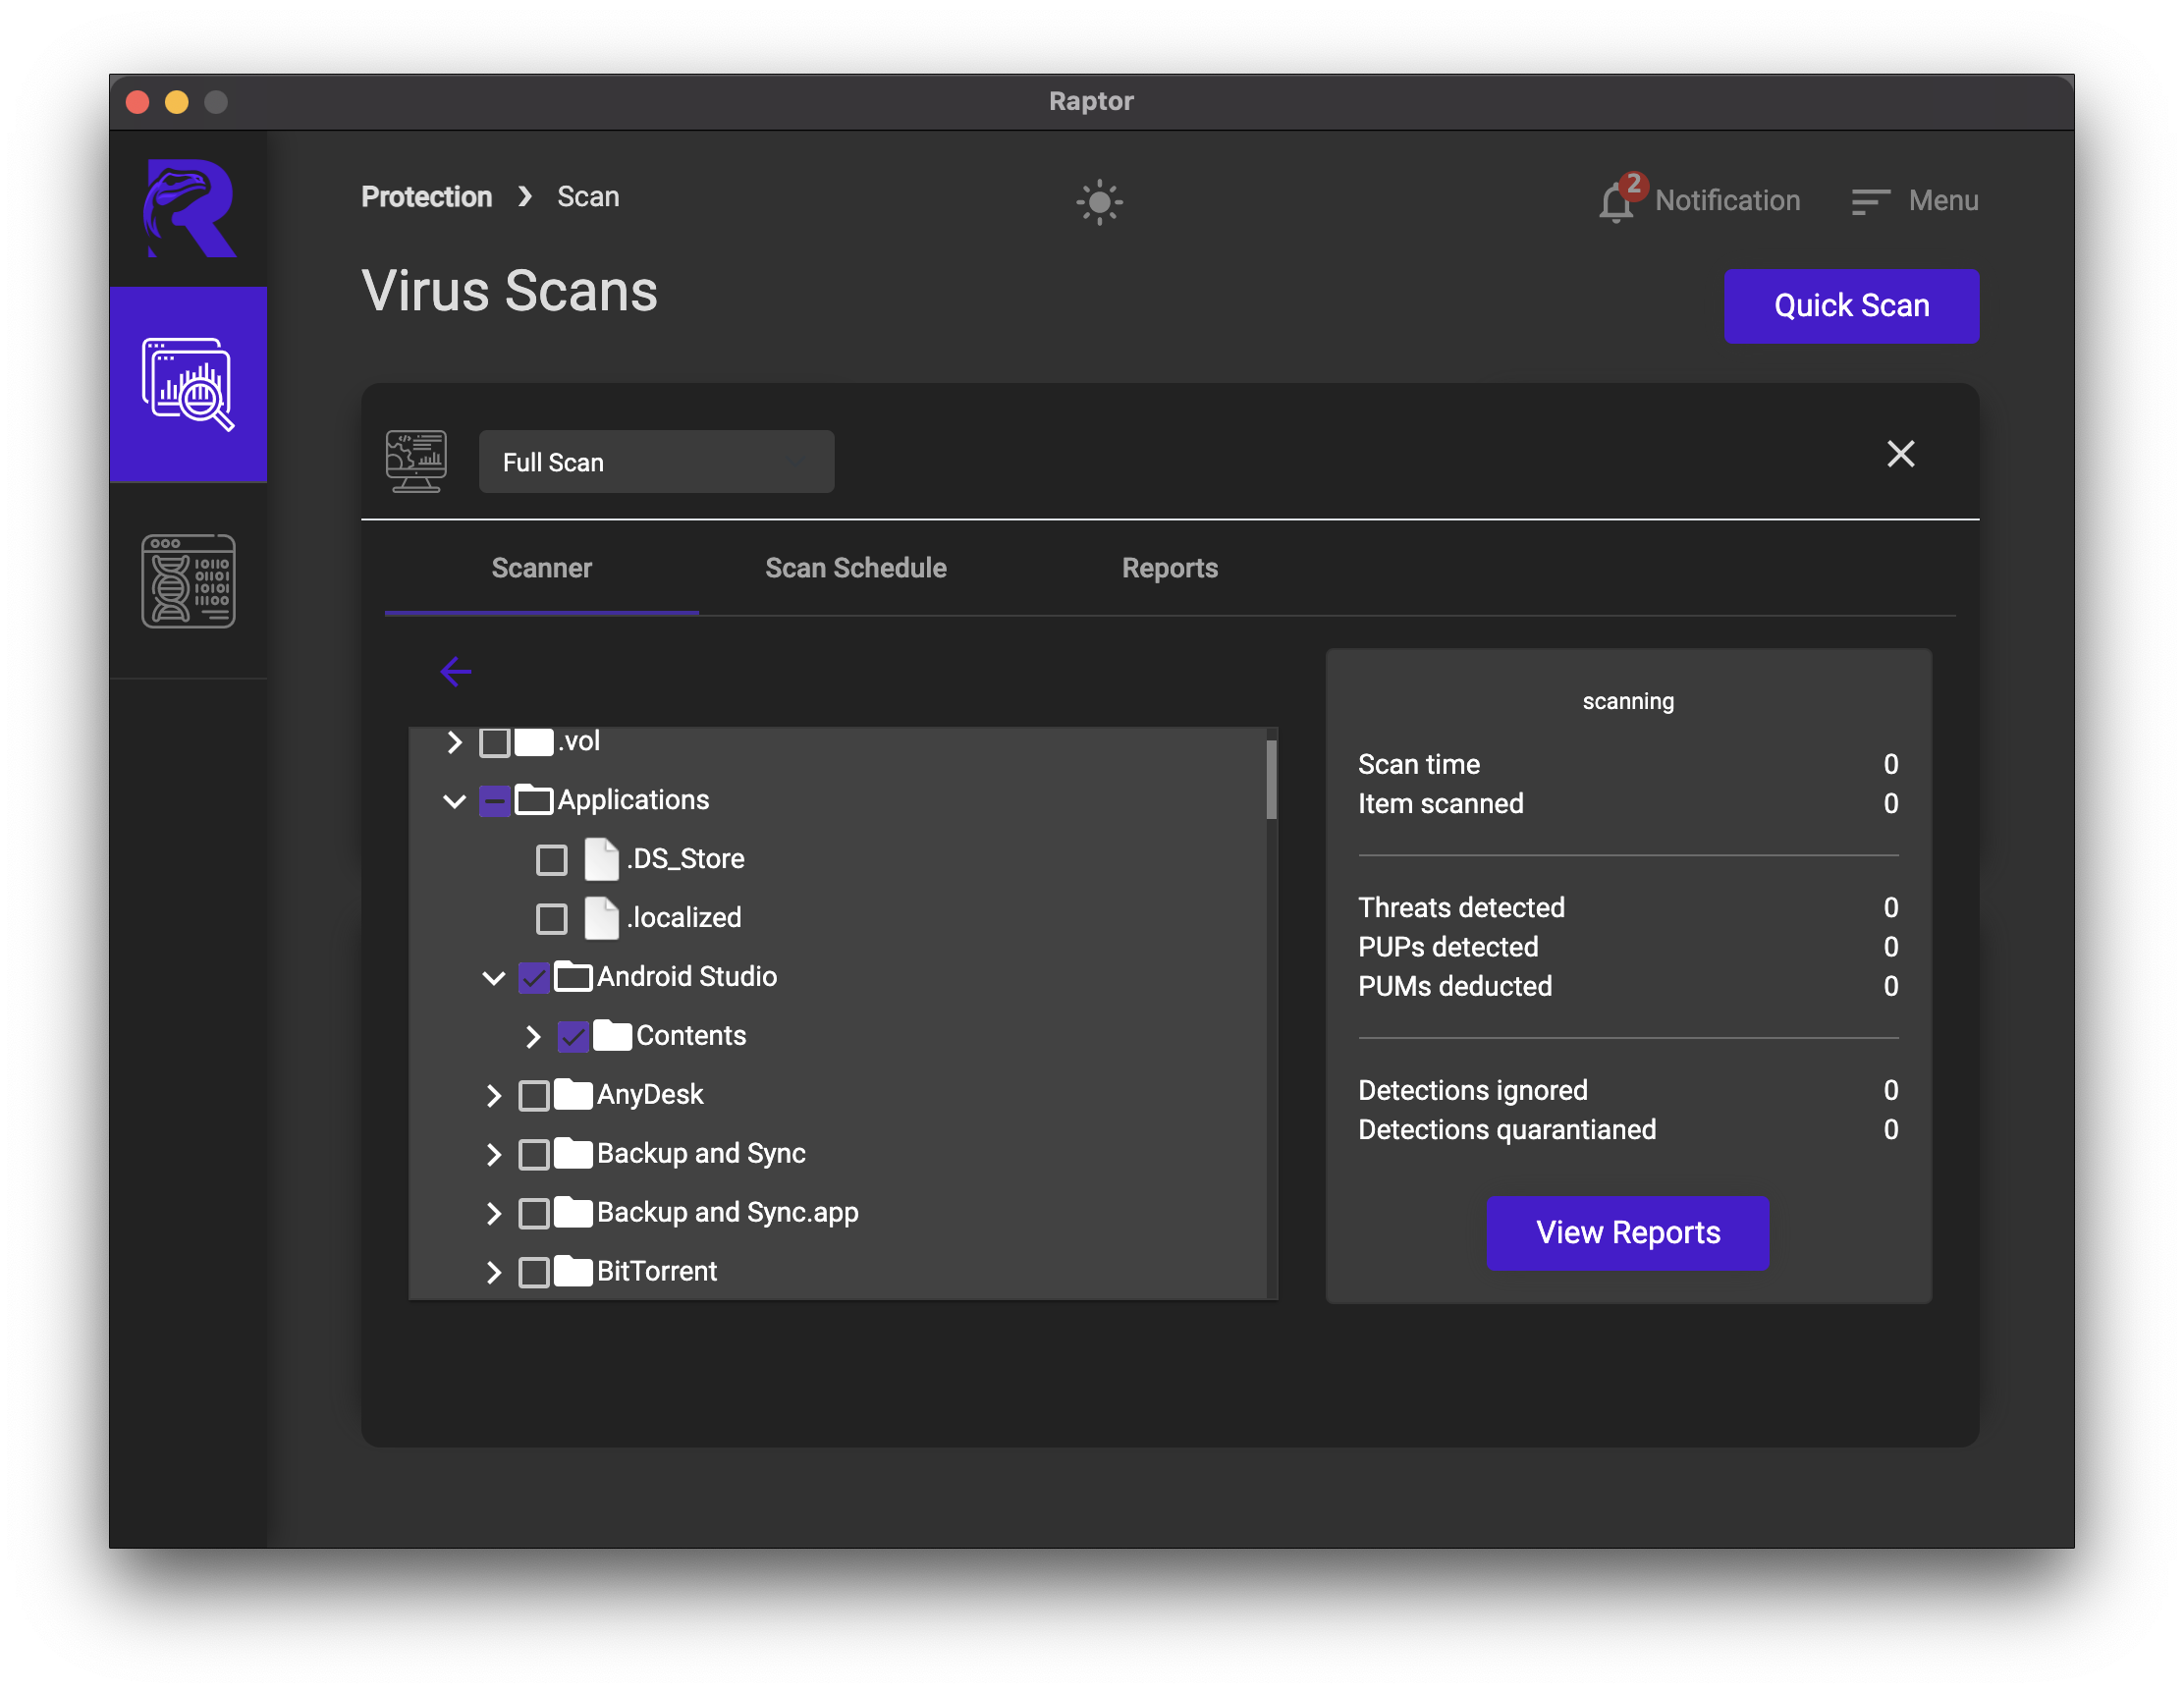 Raptor
Protection > Scan
2
Notification
Menu
Virus Scans
Quick Scan
Full Scan
Scanner
Scan Schedule
Reports
.vol
Applications
.DS_Store
.localized
Android Studio
Contents
AnyDesk
Backup and Sync
Backup and Sync.app
BitTorrent
scanning
Scan time 0
Item scanned 0
Threats detected 0
PUPs detected 0
PUMs deducted 0
Detections ignored 0
Detections quarantianed 0
View Reports